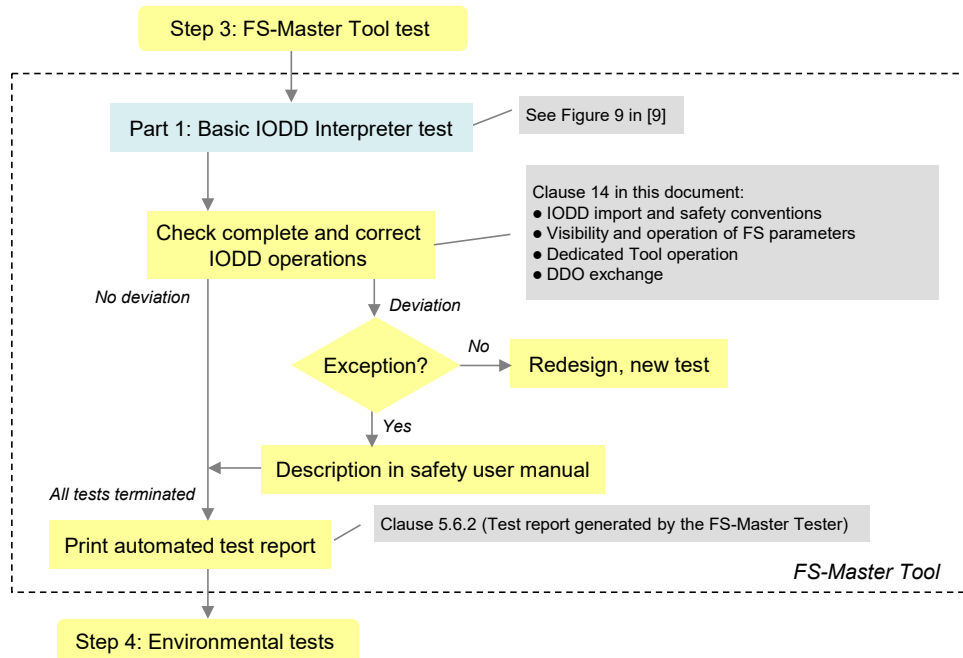 Step 3: FS-Master Tool test
Part 1: Basic IODD Interpreter test
See Figure 9 in [9]
Clause 14 in this document:
● IODD import and safety conventions
● Visibility and operation of FS parameters
● Dedicated Tool operation
● DDO exchange
Check complete and correct
IODD operations
No deviation
Deviation
Exception?
No
Redesign, new test
Yes
Description in safety user manual
All tests terminated
Clause 5.6.2 (Test report generated by the FS-Master Tester)
Print automated test report
FS-Master Tool
Step 4: Environmental tests